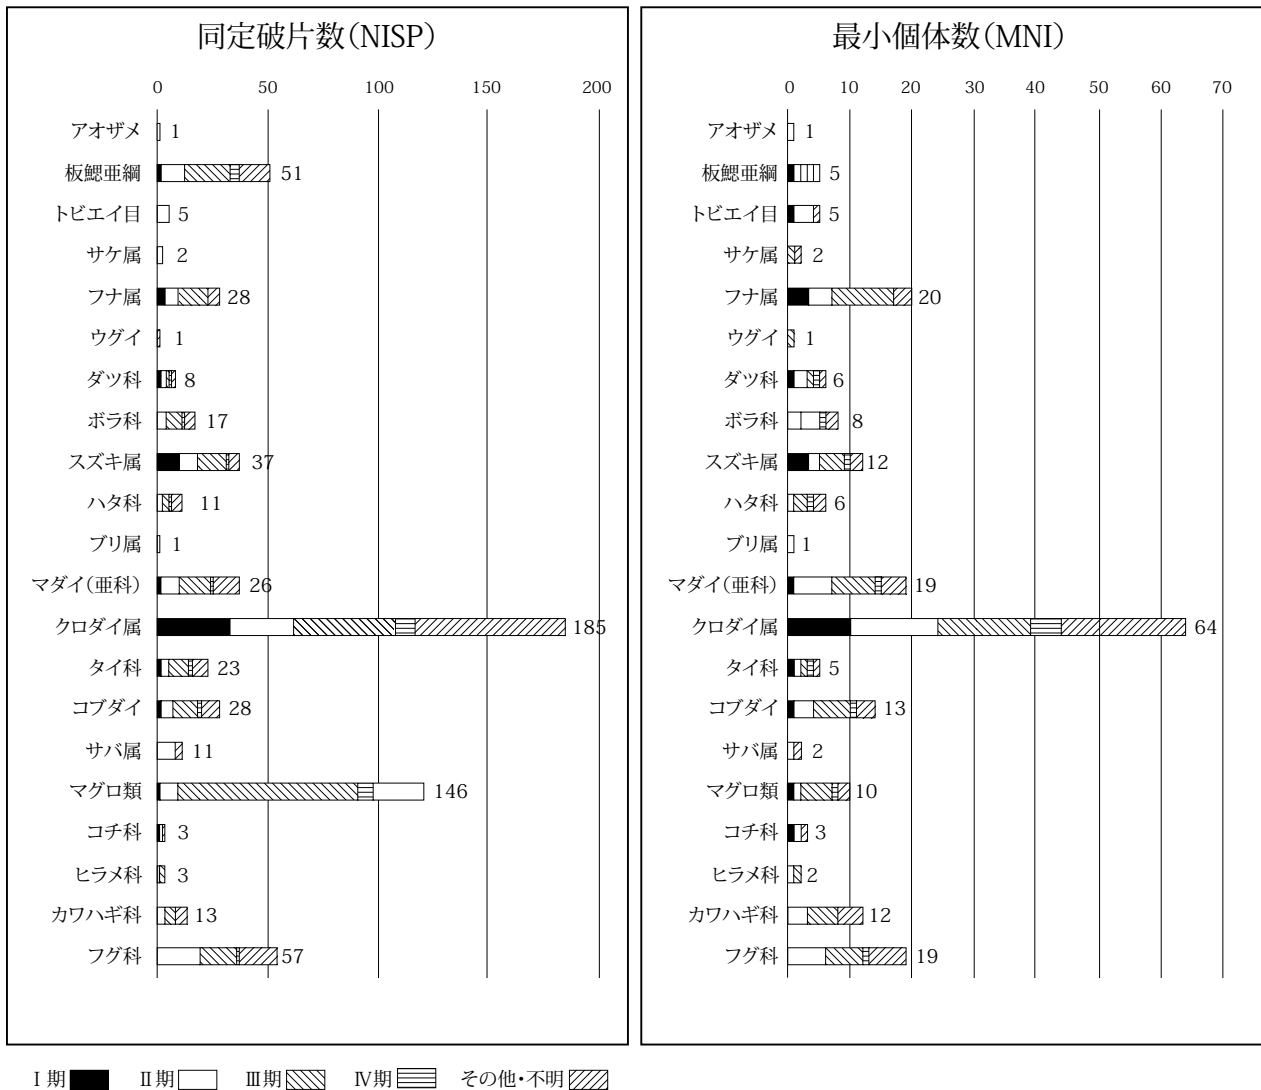 同定破片数(NISP)
0 50 100 150 200
アオザメ 1
板鰓亜綱 51
トビエイ目 5
サケ属 2
フナ属 28
ウグイ 1
ダツ科 8
ボラ科 17
スズキ属 37
ハタ科 11
ブリ属 1
マダイ(亜科) 26
クロダイ属 185
タイ科 23
コブダイ 28
サバ属 11
マグロ類 146
コチ科 3
ヒラメ科 3
カワハギ科 13
フグ科 57
最小個体数(MNI)
0 10 20 30 40 50 60 70
アオザメ 1
板鰓亜綱 5
トビエイ目 5
サケ属 2
フナ属 20
ウグイ 1
ダツ科 6
ボラ科 8
スズキ属 12
ハタ科 6
ブリ属 1
マダイ(亜科) 19
クロダイ属 64
タイ科 5
コブダイ 13
サバ属 2
マグロ類 10
コチ科 3
ヒラメ科 2
カワハギ科 12
フグ科 19
Ⅰ期 Ⅱ期 Ⅲ期 Ⅳ期 その他・不明